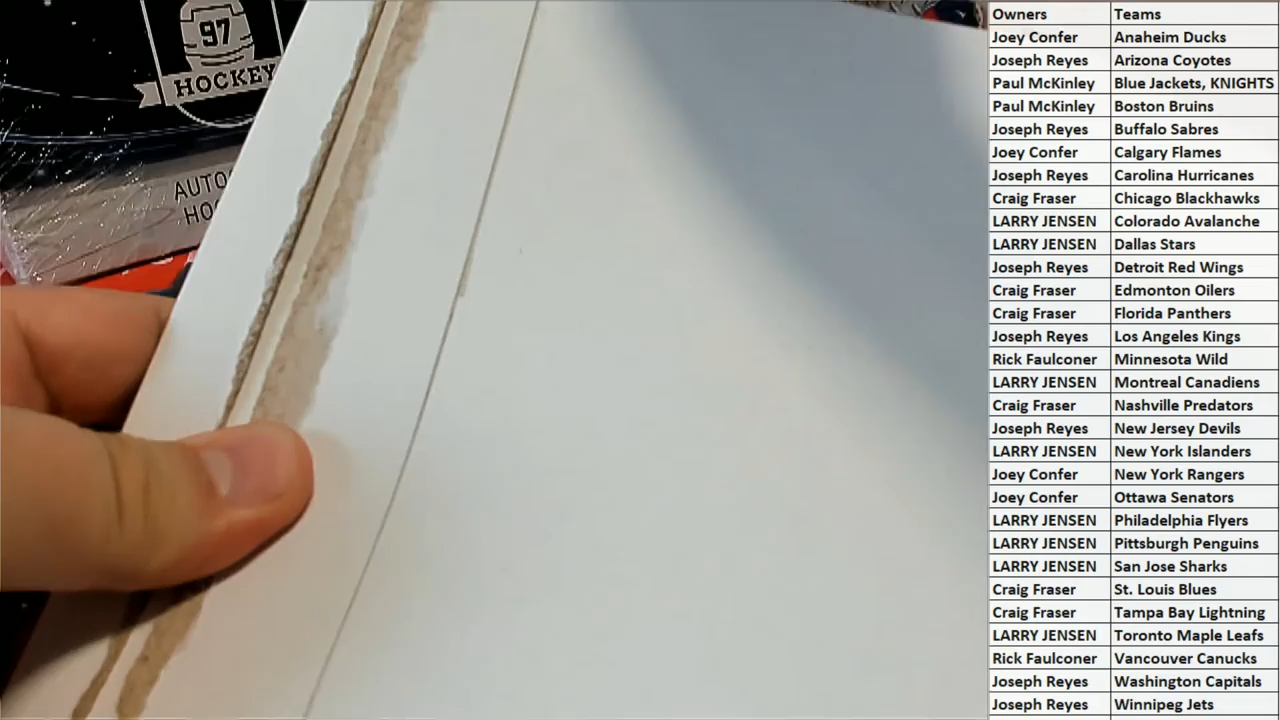 97
HOCKEY
AUTO
HO
Owners Teams
Joey Confer Anaheim Ducks
Joseph Reyes Arizona Coyotes
Paul McKinley Blue Jackets, KNIGHTS
Paul McKinley Boston Bruins
Joseph Reyes Buffalo Sabres
Joey Confer Calgary Flames
Joseph Reyes Carolina Hurricanes
Craig Fraser Chicago Blackhawks
LARRY JENSEN Colorado Avalanche
LARRY JENSEN Dallas Stars
Joseph Reyes Detroit Red Wings
Craig Fraser Edmonton Oilers
Craig Fraser Florida Panthers
Joseph Reyes Los Angeles Kings
Rick Faulconer Minnesota Wild
LARRY JENSEN Montreal Canadiens
Craig Fraser Nashville Predators
Joseph Reyes New Jersey Devils
LARRY JENSEN New York Islanders
Joey Confer New York Rangers
Joey Confer Ottawa Senators
LARRY JENSEN Philadelphia Flyers
LARRY JENSEN Pittsburgh Penguins
LARRY JENSEN San Jose Sharks
Craig Fraser St. Louis Blues
Craig Fraser Tampa Bay Lightning
LARRY JENSEN Toronto Maple Leafs
Rick Faulconer Vancouver Canucks
Joseph Reyes Washington Capitals
Joseph Reyes Winnipeg Jets